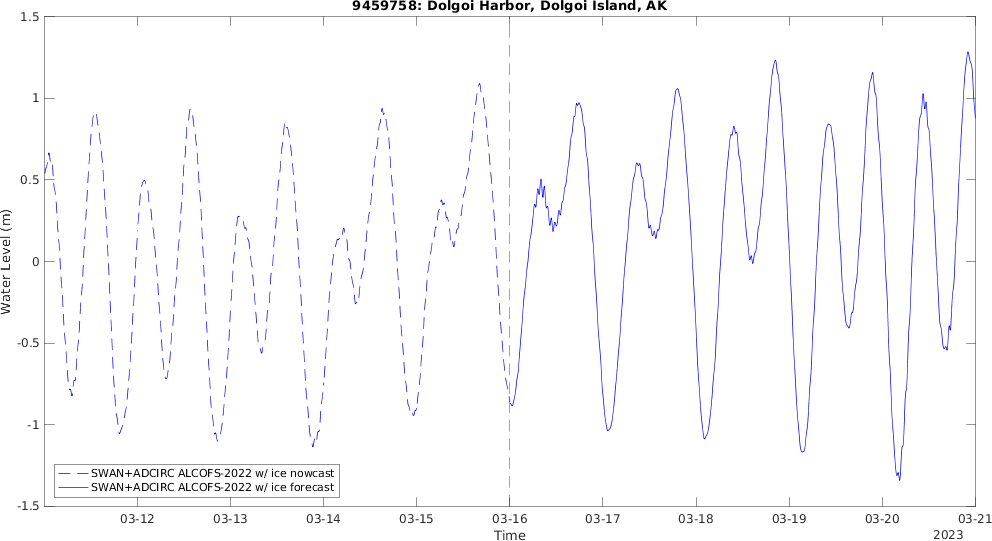 9459758: Dolgoi Harbor, Dolgoi Island, AK
1.5
1
0.5
0
-0.5
-1
-1.5
Water Level (m)
SWAN+ADCIRC ALCOFS-2022 w/ ice nowcast
SWAN+ADCIRC ALCOFS-2022 w/ ice forecast
03-12 03-13 03-14 03-15 03-16 03-17 03-18 03-19 03-20 03-21
Time
2023